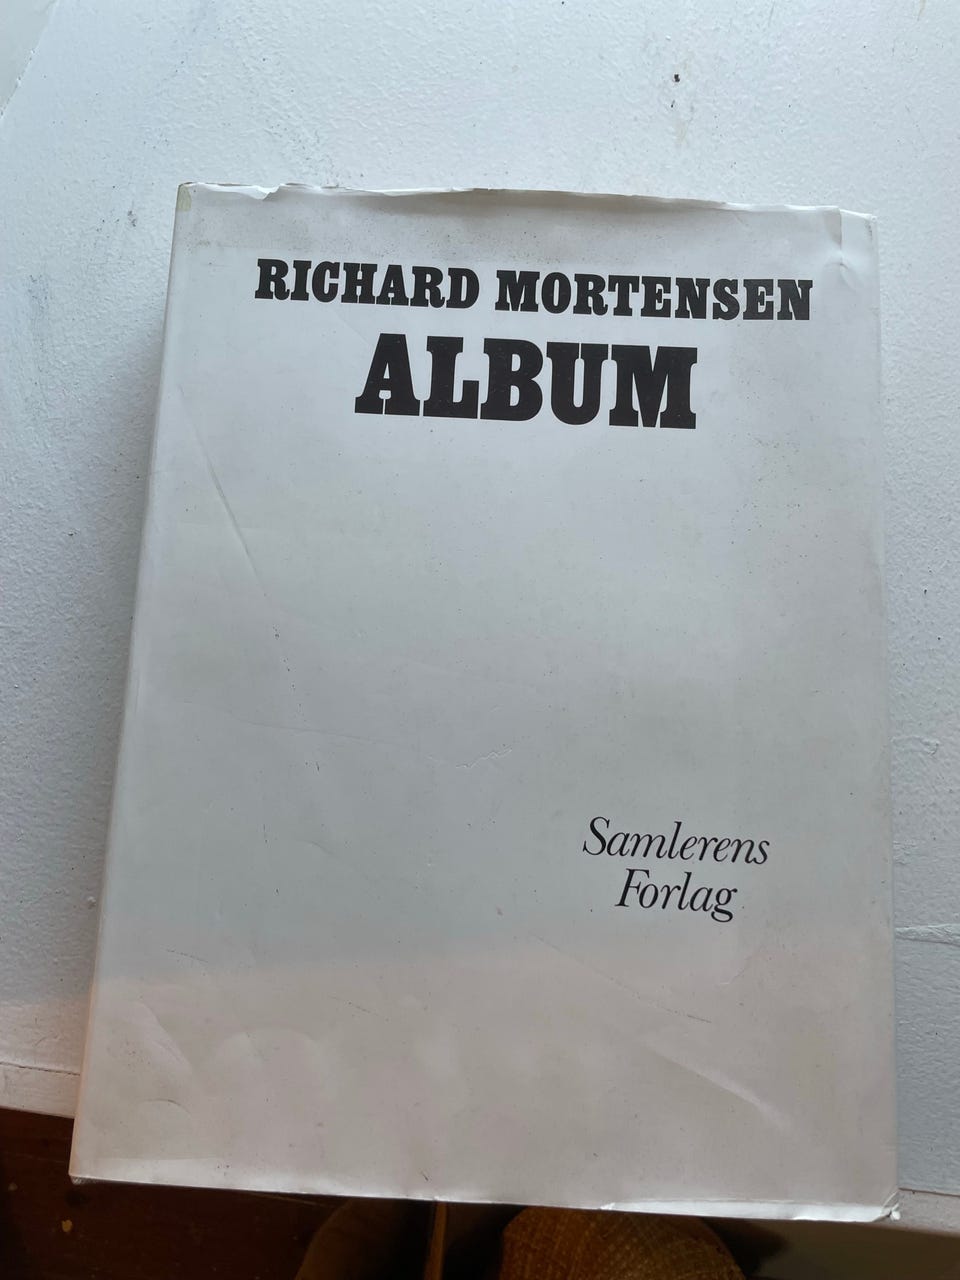 RICHARD MORTENSEN
ALBUM
Samlerens
Forlag